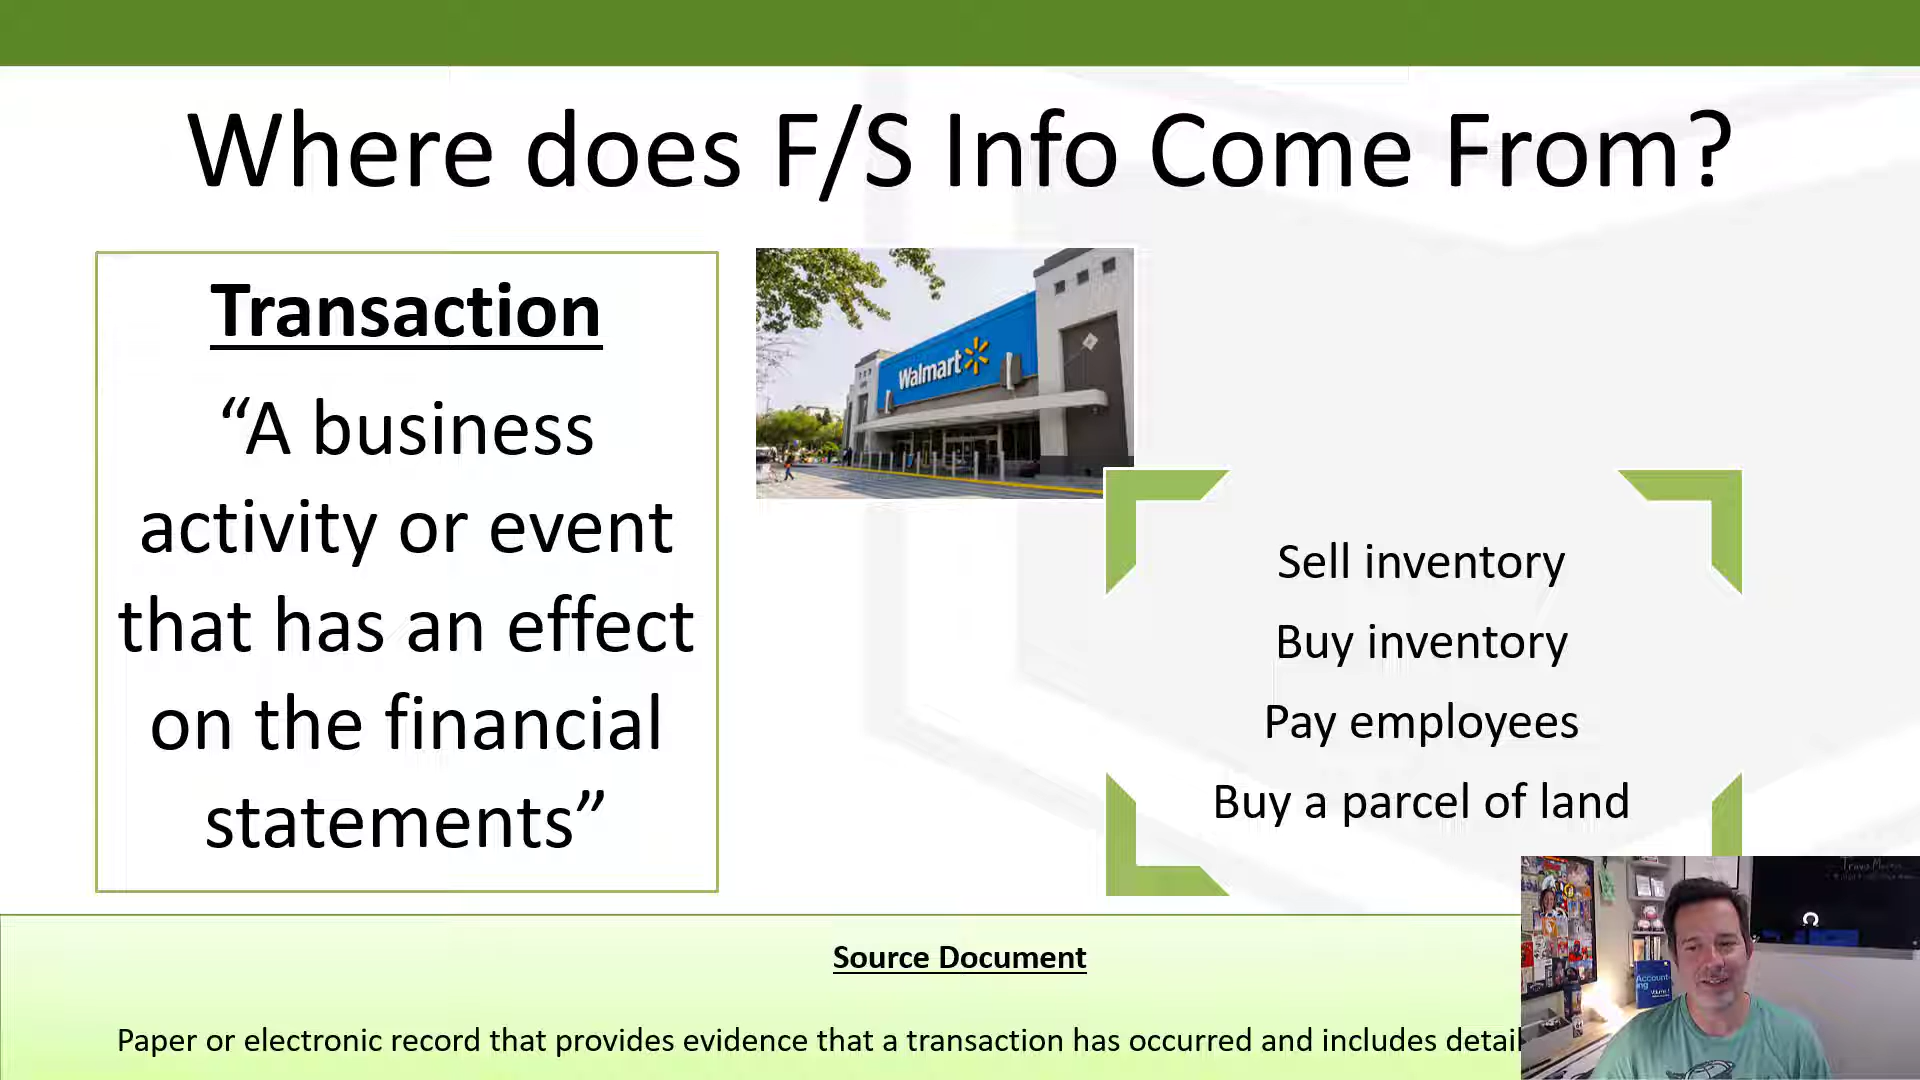 Where does F/S Info Come From?
Transaction
“A business
activity or event
that has an effect
on the financial
statements”
Walmart
Sell inventory
Buy inventory
Pay employees
Buy a parcel of land
Source Document
Paper or electronic record that provides evidence that a transaction has occurred and includes
Account-
ing